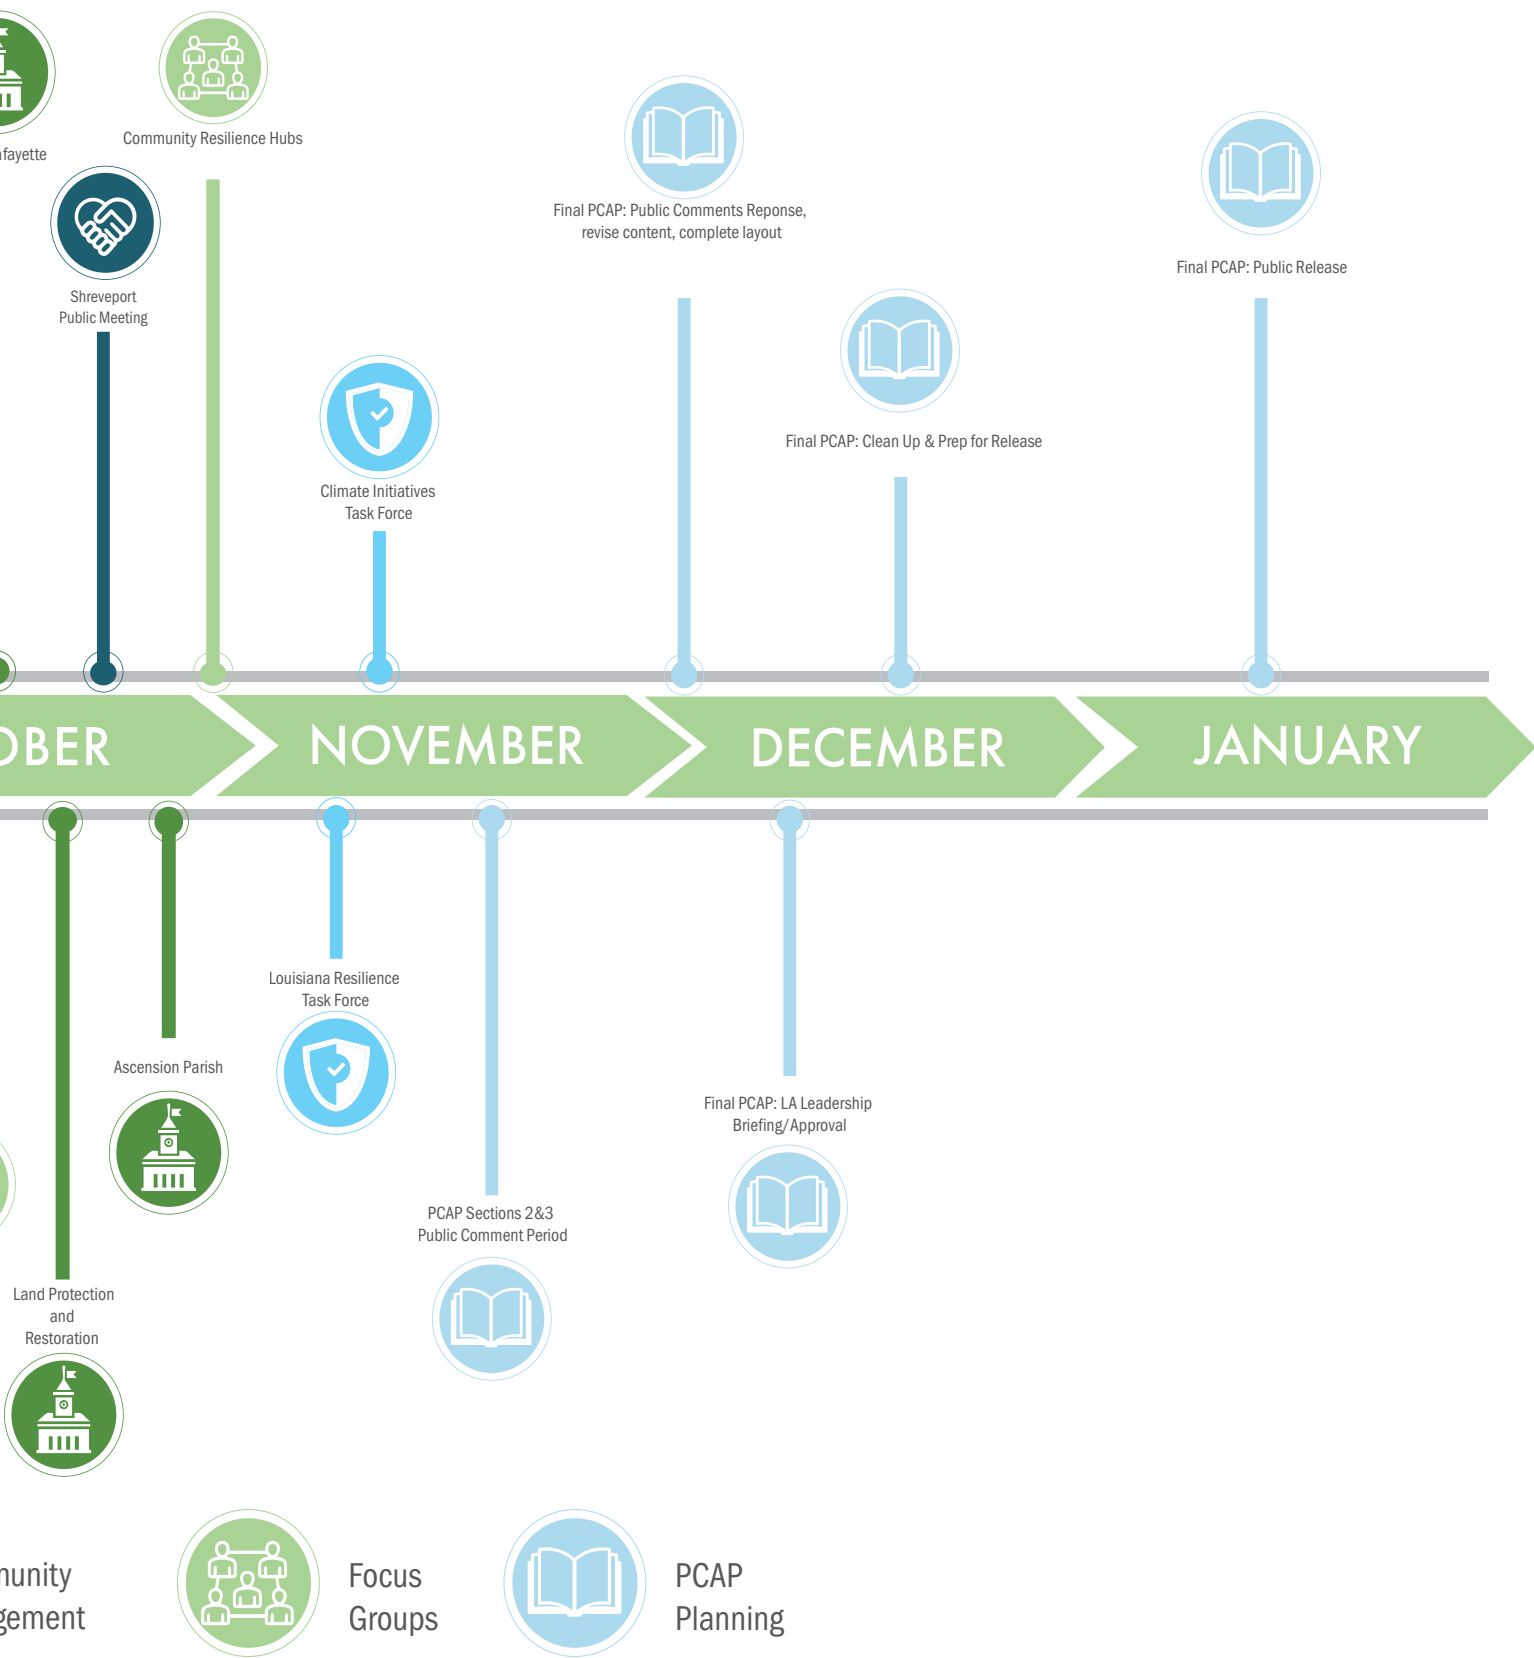 Community Resilience Hubs
fayette
Shreveport
Public Meeting
Final PCAP: Public Comments Reponse,
revise content, complete layout
Final PCAP: Public Release
Final PCAP: Clean Up & Prep for Release
Climate Initiatives
Task Force
OBER
NOVEMBER
DECEMBER
JANUARY
Louisiana Resilience
Task Force
Ascension Parish
Final PCAP: LA Leadership
Briefing/Approval
PCAP Sections 2&3
Public Comment Period
Land Protection
and
Restoration
munity
gement
Focus
Groups
PCAP
Planning